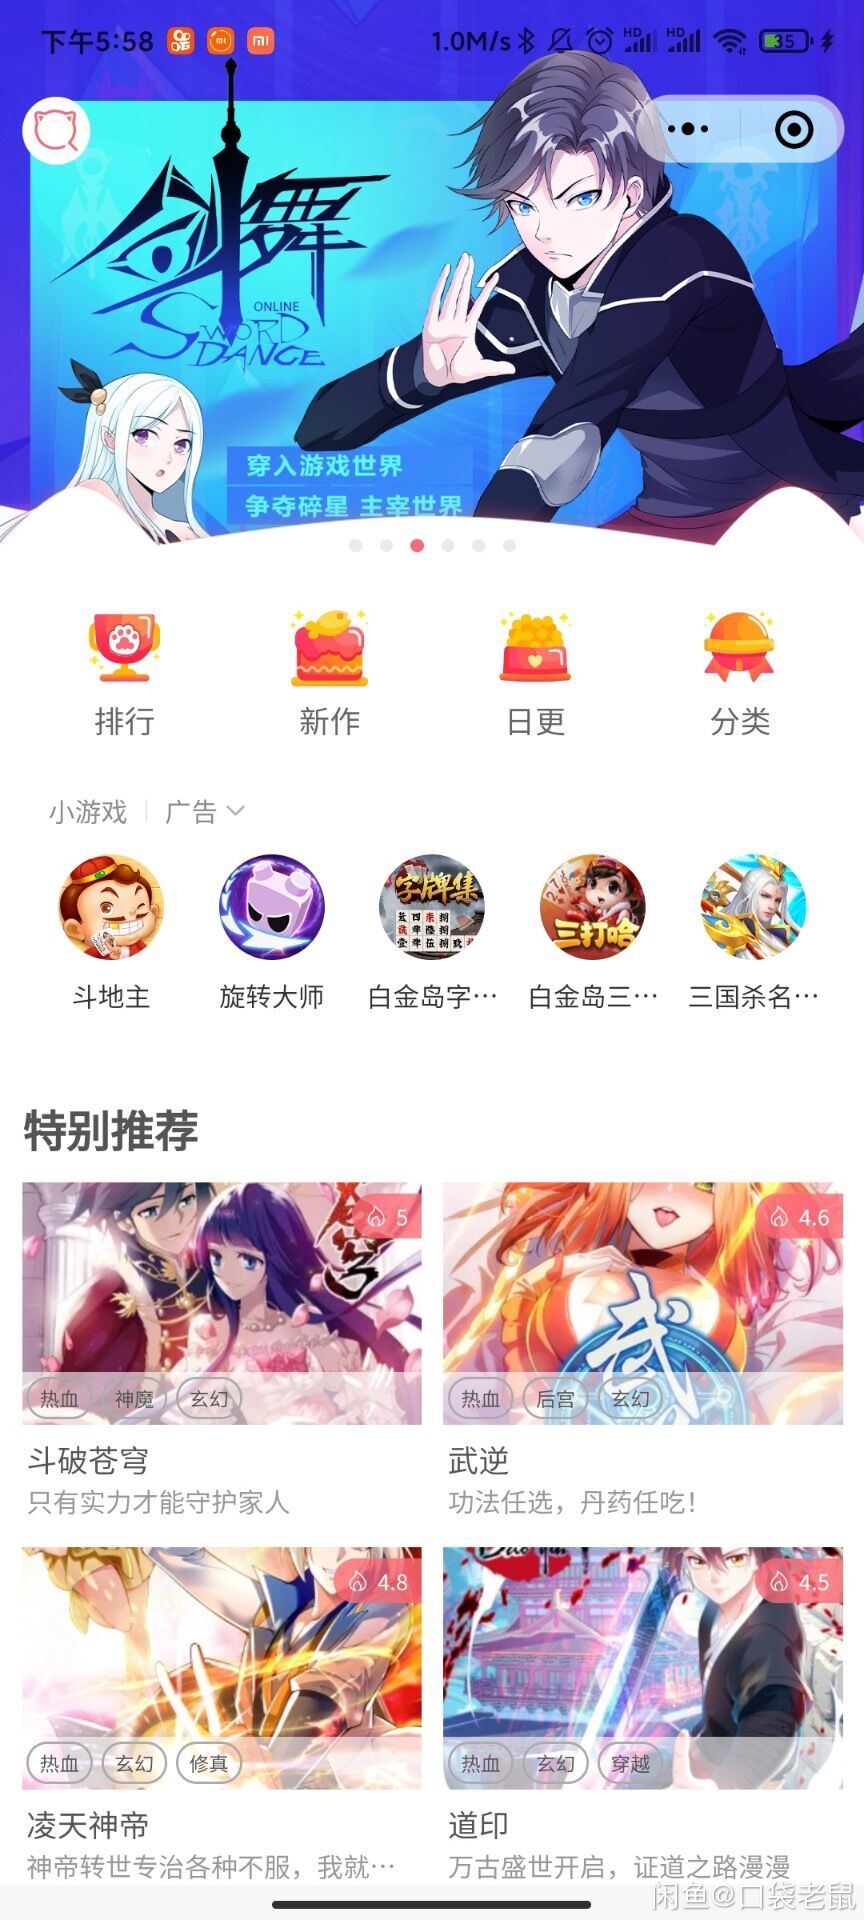 下午5:58
1.0M/s
HD
HD
35
剑舞
ONLINE
SWORD
DANCE
穿入游戏世界
争夺碎星 主宰世界
排行
新作
日更
分类
小游戏
广告
字牌集
三打哈
斗地主
旋转大师
白金岛字…
白金岛三…
三国杀名…
特别推荐
5
4.6
武
热血
神魔
玄幻
热血
后宫
玄幻
斗破苍穹
武逆
只有实力才能守护家人
功法任选，丹药任吃！
4.8
4.5
热血
玄幻
修真
热血
玄幻
穿越
凌天神帝
道印
神帝转世专治各种不服，我就…
万古盛世开启，证道之路漫漫
闲鱼@口袋老鼠